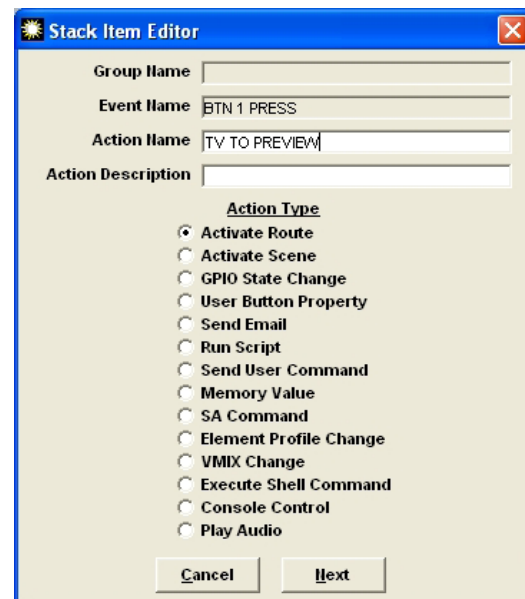 Stack Item Editor
Group Name
Event Name BTN 1 PRESS
Action Name TV TO PREVIEW
Action Description
Action Type
Activate Route
Activate Scene
GPIO State Change
User Button Property
Send Email
Run Script
Send User Command
Memory Value
SA Command
Element Profile Change
VMIX Change
Execute Shell Command
Console Control
Play Audio
Cancel Next